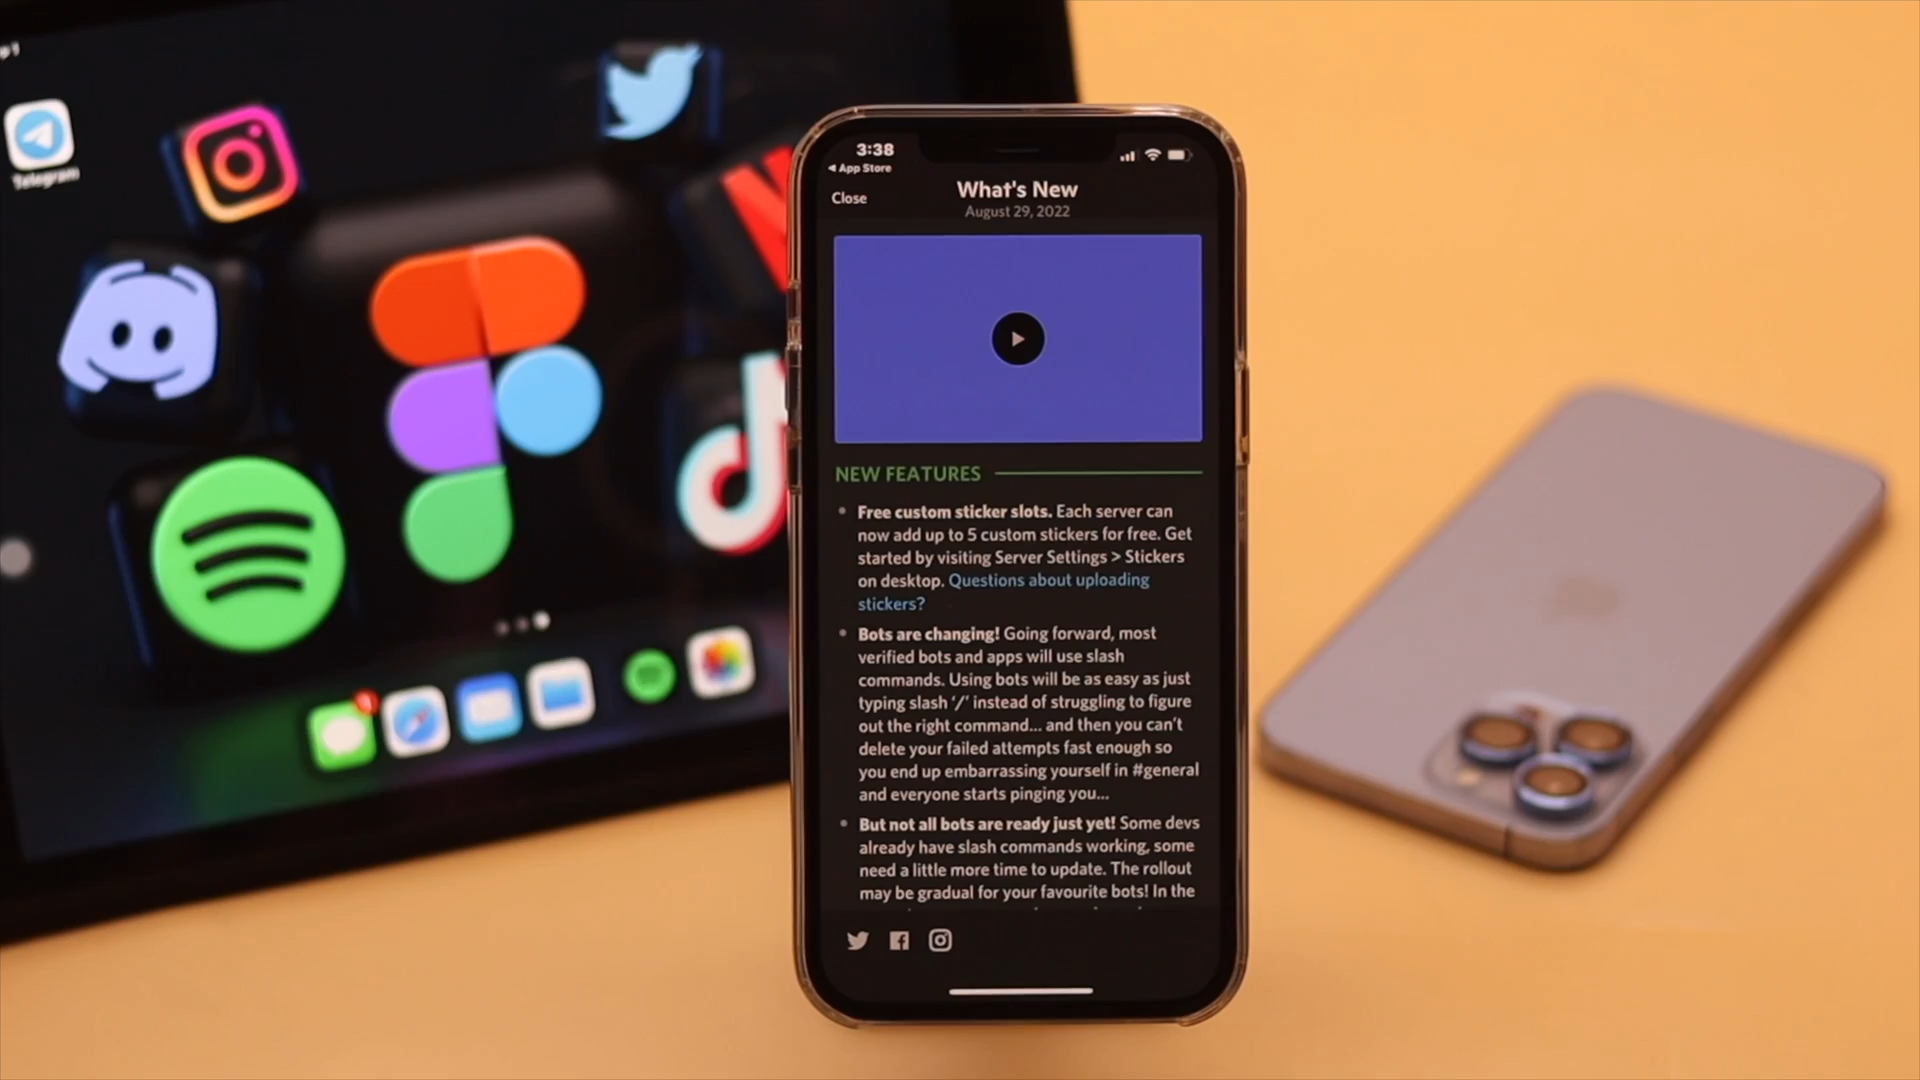 Telegram
3:38
App Store
Close
What's New
August 29, 2022
NEW FEATURES
Free custom sticker slots. Each server can
now add up to 5 custom stickers for free. Get
started by visiting Server Settings > Stickers
on desktop. Questions about uploading
stickers?
Bots are changing! Going forward, most
verified bots and apps will use slash
commands. Using bots will be as easy as just
typing slash ‘/’ instead of struggling to figure
out the right command... and then you can’t
delete your failed attempts fast enough so
you end up embarrassing yourself in #general
and everyone starts pinging you...
But not all bots are ready just yet! Some devs
already have slash commands working, some
need a little more time to update. The rollout
may be gradual for your favourite bots! In the